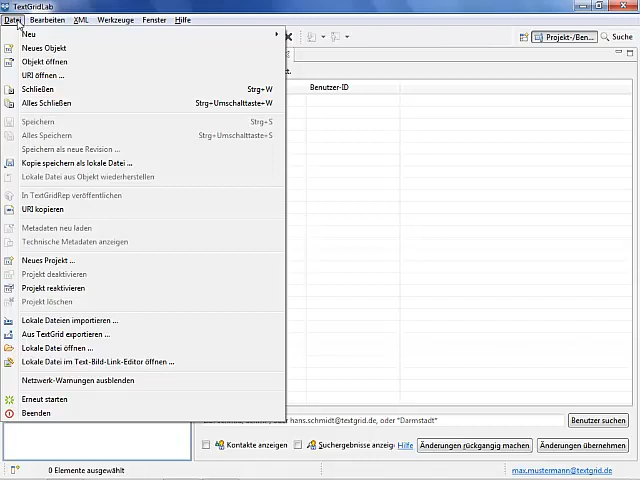 TextGridLab
Datei Bearbeiten XML Werkzeuge Fenster Hilfe
Neu
Neues Objekt
Objekt öffnen
URI öffnen ...
Schließen Strg+W
Alles Schließen Strg+Umschalttaste+W
Speichern Strg+S
Alles Speichern Strg+Umschalttaste+S
Speichern als neue Revision ...
Kopie speichern als lokale Datei ...
Lokale Datei aus Objekt wiederherstellen
In TextGridRep veröffentlichen
URI kopieren
Metadaten neu laden
Technische Metadaten anzeigen
Neues Projekt ...
Projekt deaktivieren
Projekt reaktivieren
Projekt löschen
Lokale Dateien importieren ...
Aus TextGrid exportieren ...
Lokale Datei öffnen ...
Lokale Datei im Text-Bild-Link-Editor öffnen ...
Netzwerk-Warnungen ausblenden
Erneut starten
Beenden
Projekt-/Ben...
Suche
Benutzer-ID
hans.schmidt@textgrid.de, oder "Darmstadt"
Benutzer suchen
Kontakte anzeigen
Suchergebnisse anzeig
Hilfe
Änderungen rückgängig machen
Änderungen übernehmen
0 Elemente ausgewählt
max.mustermann@textgrid.de